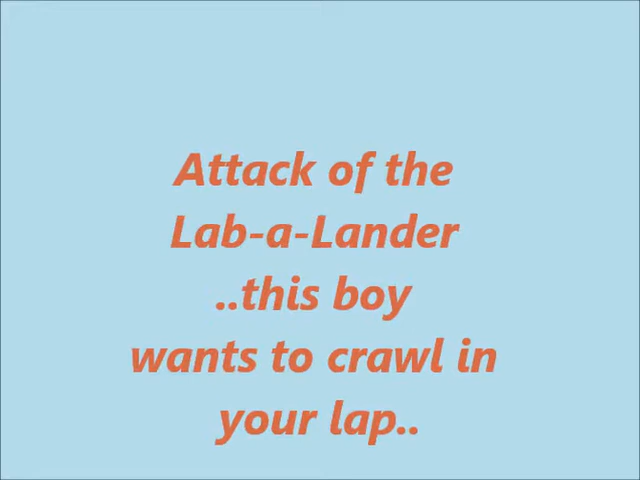 Attack of the
Lab-a-Lander
..this boy
wants to crawl in
your lap..